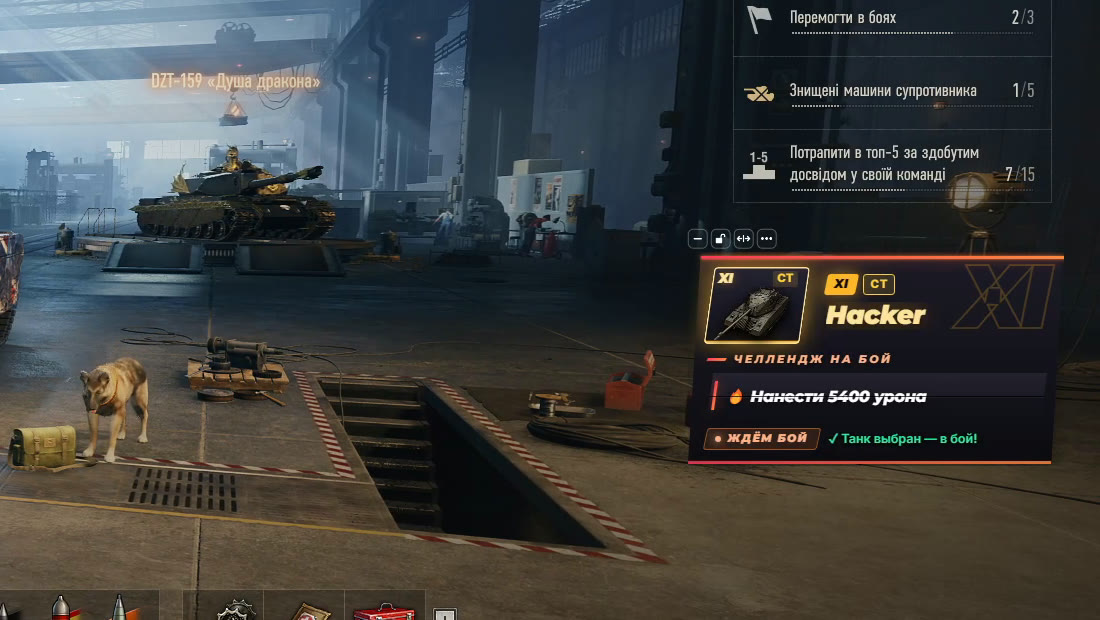 Перемогти в боях 2/3
DZT-159 «Душа дракона»
Знищені машини супротивника 1/5
1-5 Потрапити в топ-5 за здобутим
досвідом у своїй команді 7/15
XI CT
XI CT
XI
Hacker
ЧЕЛЛЕНДЖ НА БОЙ
Нанести 5400 урона
ЖДЁМ БОЙ ✓ Танк выбран — в бой!